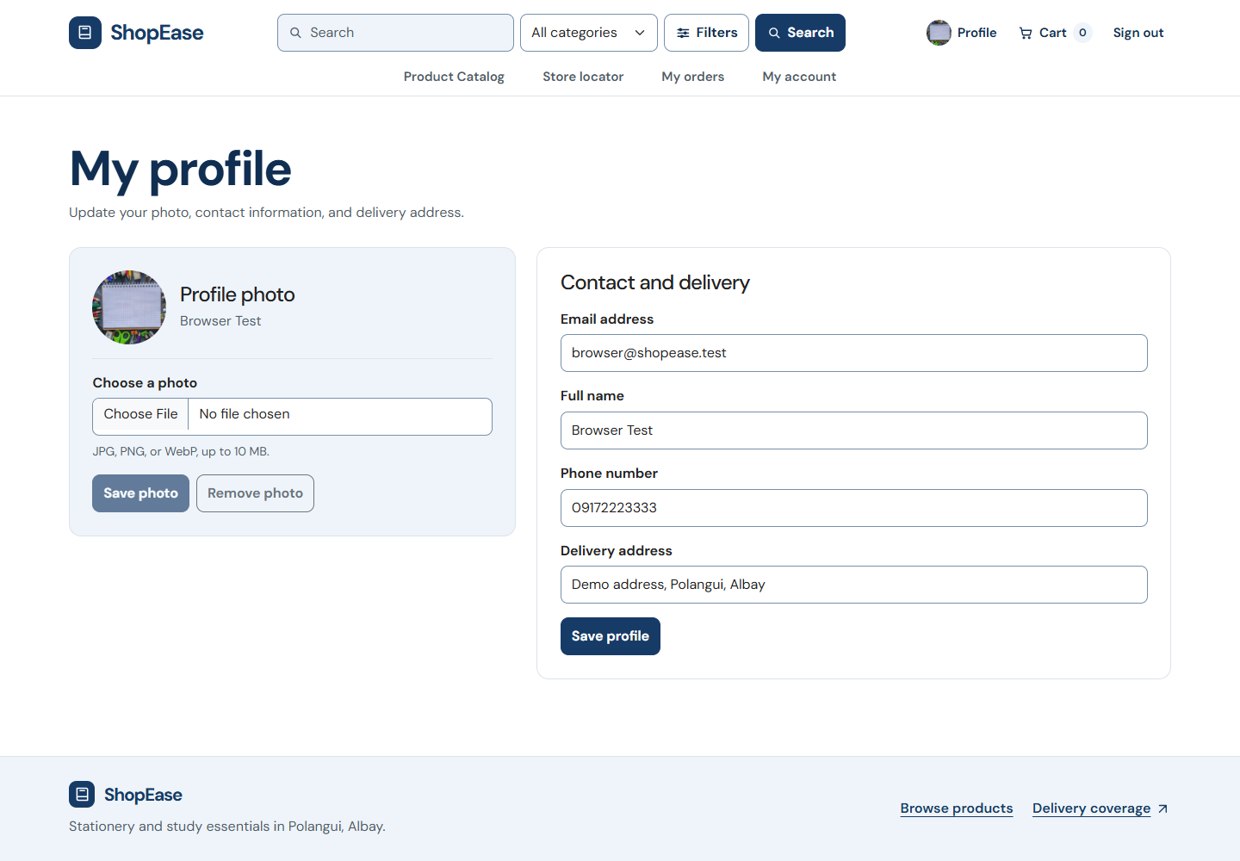 ShopEase
Search
All categories
Filters
Search
Profile
Cart 0
Sign out
Product Catalog
Store locator
My orders
My account
My profile
Update your photo, contact information, and delivery address.
Profile photo
Browser Test
Choose a photo
Choose File No file chosen
JPG, PNG, or WebP, up to 10 MB.
Save photo
Remove photo
Contact and delivery
Email address
browser@shopease.test
Full name
Browser Test
Phone number
09172223333
Delivery address
Demo address, Polangui, Albay
Save profile
ShopEase
Stationery and study essentials in Polangui, Albay.
Browse products
Delivery coverage